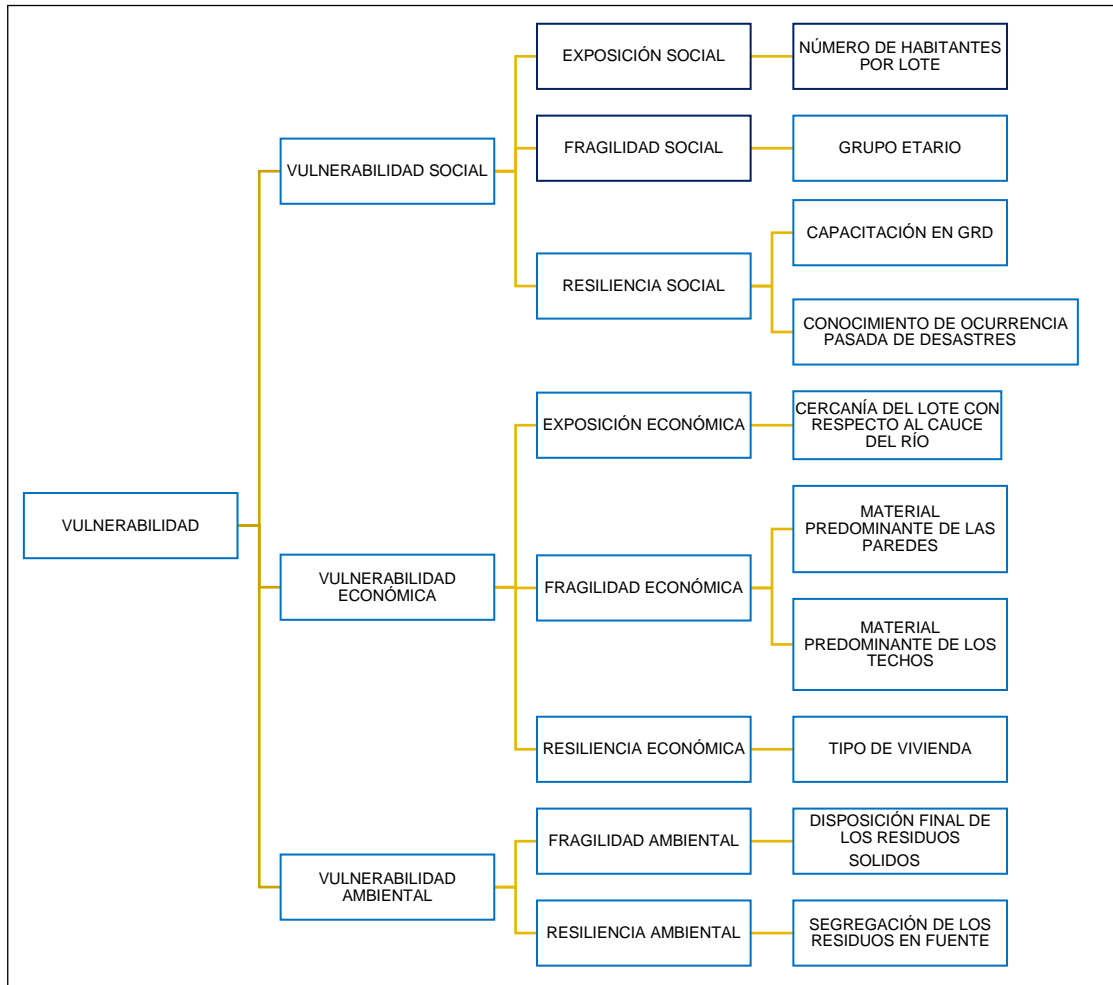 EXPOSICIÓN SOCIAL
NÚMERO DE HABITANTES
POR LOTE
VULNERABILIDAD SOCIAL
FRAGILIDAD SOCIAL
GRUPO ETARIO
RESILIENCIA SOCIAL
CAPACITACIÓN EN GRD
CONOCIMIENTO DE OCURRENCIA
PASADA DE DESASTRES
VULNERABILIDAD
VULNERABILIDAD
ECONÓMICA
EXPOSICIÓN ECONÓMICA
CERCANÍA DEL LOTE CON
RESPECTO AL CAUCE
DEL RÍO
FRAGILIDAD ECONÓMICA
MATERIAL
PREDOMINANTE DE LAS
PAREDES
MATERIAL
PREDOMINANTE DE LOS
TECHOS
RESILIENCIA ECONÓMICA
TIPO DE VIVIENDA
VULNERABILIDAD
AMBIENTAL
FRAGILIDAD AMBIENTAL
DISPOSICIÓN FINAL DE
LOS RESIDUOS
SOLIDOS
RESILIENCIA AMBIENTAL
SEGREGACIÓN DE LOS
RESIDUOS EN FUENTE